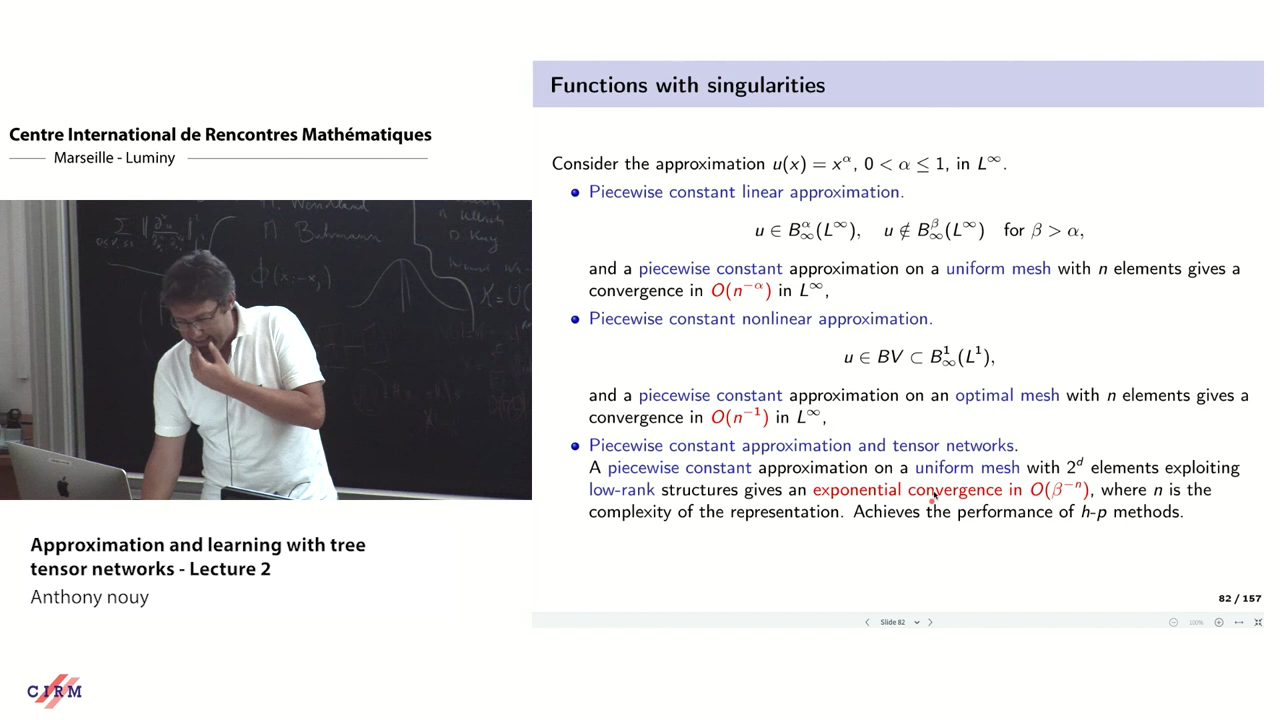 Centre International de Rencontres Mathématiques
Marseille - Luminy
Π. Buhmann
ϕ(x_i-x_j)
Approximation and learning with tree
tensor networks - Lecture 2
Anthony nouy
CIRM
Functions with singularities
Consider the approximation u(x) = x^α, 0 < α ≤ 1, in L^∞.
Piecewise constant linear approximation.
u ∈ B^α_∞(L^∞), u ∉ B^β_∞(L^∞) for β > α,
and a piecewise constant approximation on a uniform mesh with n elements gives a
convergence in O(n^{-α}) in L^∞,
Piecewise constant nonlinear approximation.
u ∈ BV ⊂ B^1_∞(L^1),
and a piecewise constant approximation on an optimal mesh with n elements gives a
convergence in O(n^{-1}) in L^∞,
Piecewise constant approximation and tensor networks.
A piecewise constant approximation on a uniform mesh with 2^d elements exploiting
low-rank structures gives an exponential convergence in O(β^{-n}), where n is the
complexity of the representation. Achieves the performance of h-p methods.
82 / 157
Slide 82
100%